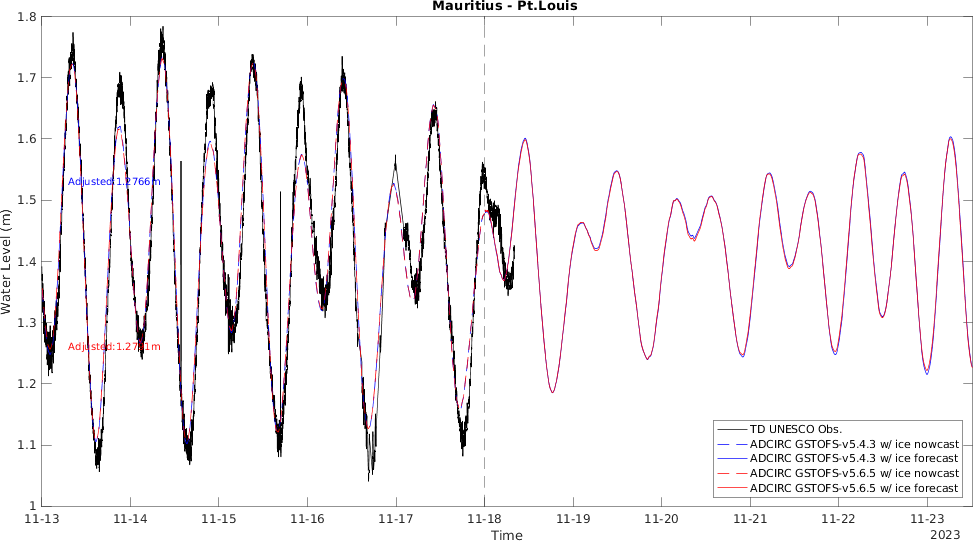 Mauritius - Pt.Louis
1.8
1.7
1.6
1.5
1.4
1.3
1.2
1.1
1
Water Level (m)
Adjusted:1.2766m
11-13
11-14
11-15
11-16
11-17
11-18
11-19
11-20
11-21
11-22
11-23
2023
Time
TD UNESCO Obs.
ADCIRC GSTOFS-v5.4.3 w/ ice nowcast
ADCIRC GSTOFS-v5.4.3 w/ ice forecast
ADCIRC GSTOFS-v5.6.5 w/ ice nowcast
ADCIRC GSTOFS-v5.6.5 w/ ice forecast